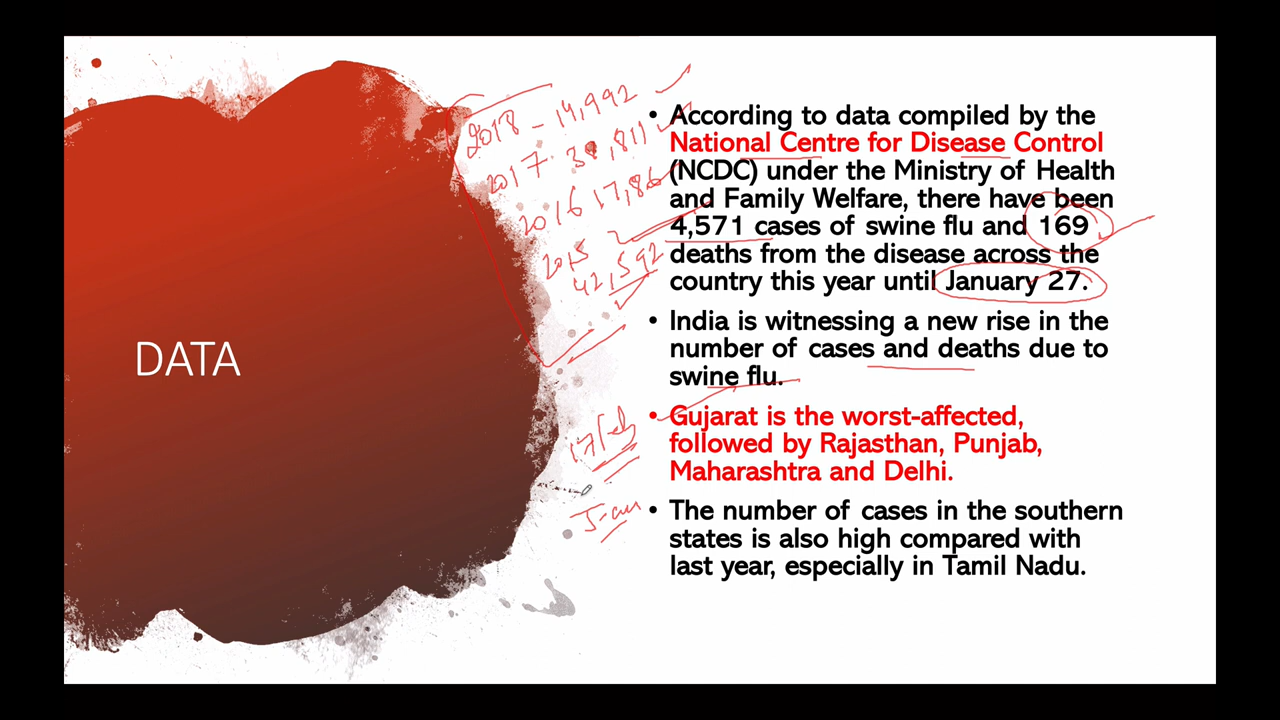 DATA
2018 - 14,992
2017 38,811
2016 17,86
2015
42,592
17 Feb
Jan
• According to data compiled by the
National Centre for Disease Control
(NCDC) under the Ministry of Health
and Family Welfare, there have been
4,571 cases of swine flu and 169
deaths from the disease across the
country this year until January 27.
• India is witnessing a new rise in the
number of cases and deaths due to
swine flu.
• Gujarat is the worst-affected,
followed by Rajasthan, Punjab,
Maharashtra and Delhi.
• The number of cases in the southern
states is also high compared with
last year, especially in Tamil Nadu.